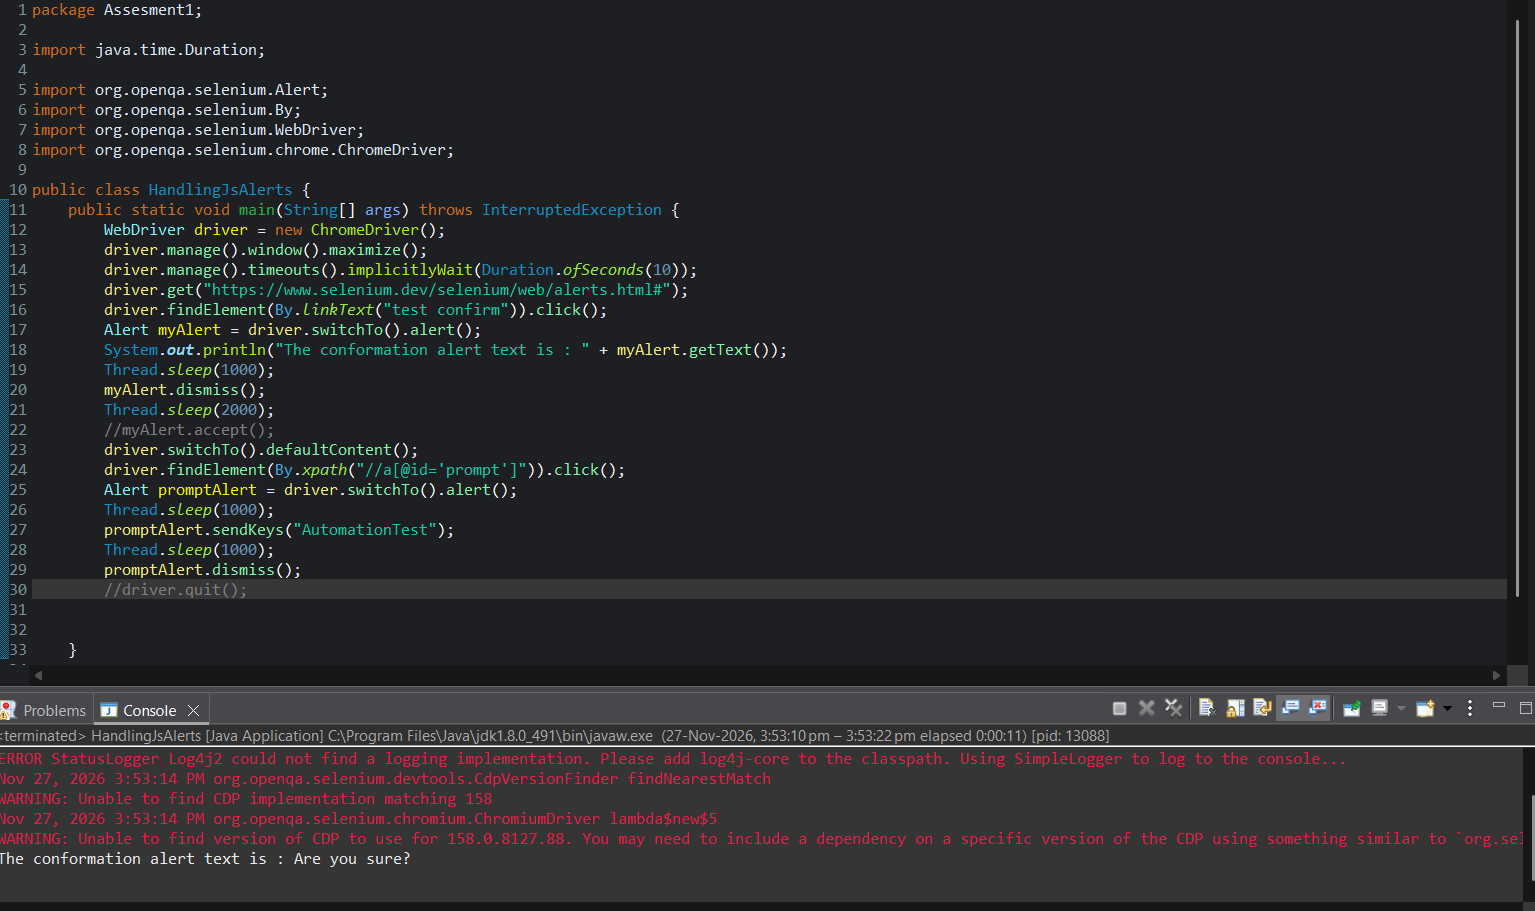 1 package Assesment1;
2
3 import java.time.Duration;
4
5 import org.openqa.selenium.Alert;
6 import org.openqa.selenium.By;
7 import org.openqa.selenium.WebDriver;
8 import org.openqa.selenium.chrome.ChromeDriver;
9
10 public class HandlingJsAlerts {
11     public static void main(String[] args) throws InterruptedException {
12         WebDriver driver = new ChromeDriver();
13         driver.manage().window().maximize();
14         driver.manage().timeouts().implicitlyWait(Duration.ofSeconds(10));
15         driver.get("https://www.selenium.dev/selenium/web/alerts.html#");
16         driver.findElement(By.linkText("test confirm")).click();
17         Alert myAlert = driver.switchTo().alert();
18         System.out.println("The conformation alert text is : " + myAlert.getText());
19         Thread.sleep(1000);
20         myAlert.dismiss();
21         Thread.sleep(2000);
22         //myAlert.accept();
23         driver.switchTo().defaultContent();
24         driver.findElement(By.xpath("//a[@id='prompt']")).click();
25         Alert promptAlert = driver.switchTo().alert();
26         Thread.sleep(1000);
27         promptAlert.sendKeys("AutomationTest");
28         Thread.sleep(1000);
29         promptAlert.dismiss();
30         //driver.quit();
31
32
33     }
Problems Console
<terminated> HandlingJsAlerts [Java Application] C:\Program Files\Java\jdk1.8.0_491\bin\javaw.exe (27-Nov-2026, 3:53:10 pm – 3:53:22 pm elapsed 0:00:11) [pid: 13088]
ERROR StatusLogger Log4j2 could not find a logging implementation. Please add log4j-core to the classpath. Using SimpleLogger to log to the console...
Nov 27, 2026 3:53:14 PM org.openqa.selenium.devtools.CdpVersionFinder findNearestMatch
WARNING: Unable to find CDP implementation matching 158
Nov 27, 2026 3:53:14 PM org.openqa.selenium.chromium.ChromiumDriver lambda$new$5
WARNING: Unable to find version of CDP to use for 158.0.8127.88. You may need to include a dependency on a specific version of the CDP using something similar to `org.sel
The conformation alert text is : Are you sure?